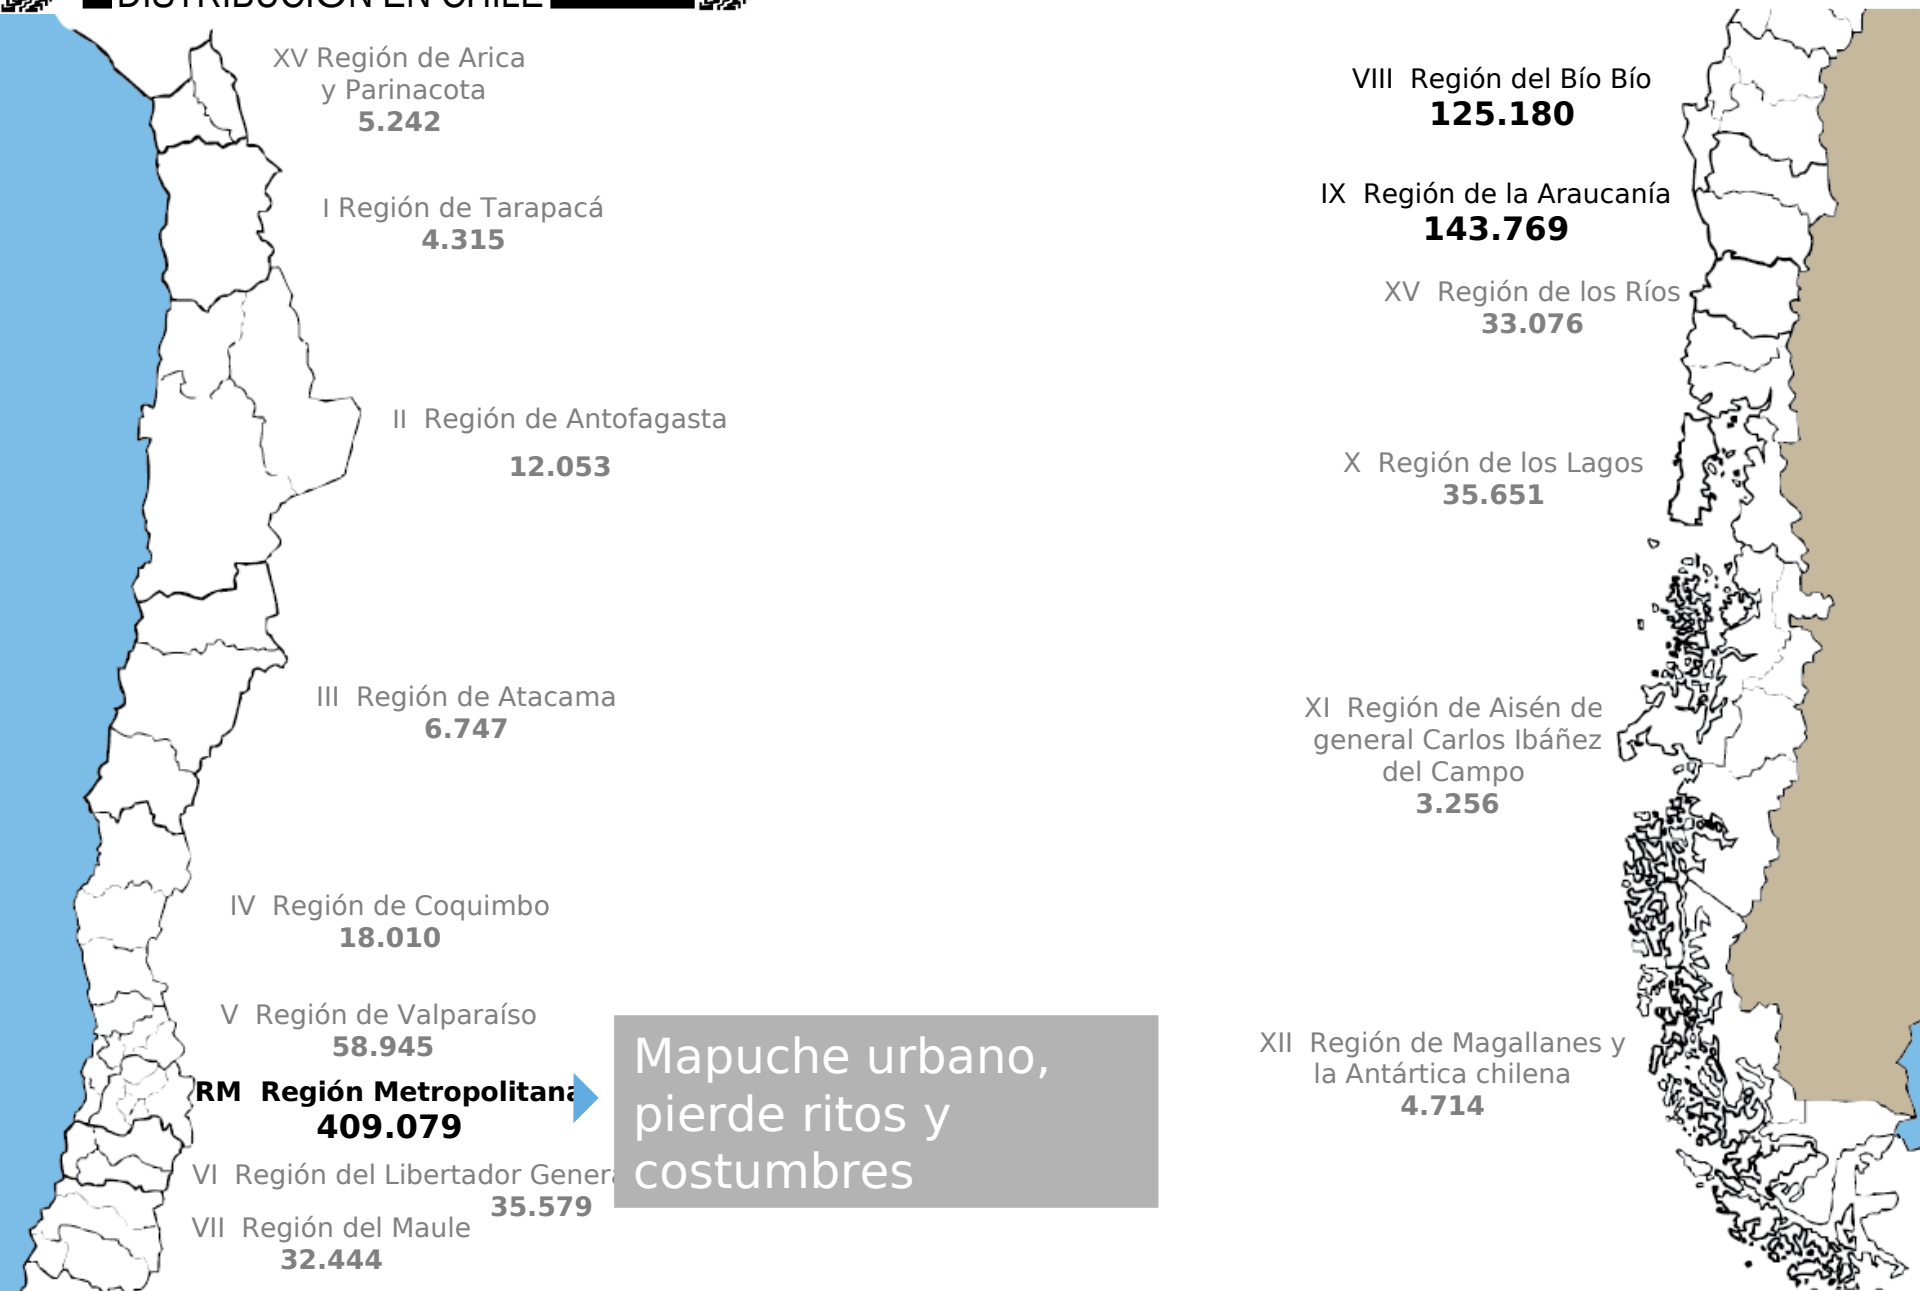 DISTRIBUCIÓN EN CHILE
XV Región de Arica
y Parinacota
5.242
I Región de Tarapacá
4.315
II Región de Antofagasta
12.053
III Región de Atacama
6.747
IV Región de Coquimbo
18.010
V Región de Valparaíso
58.945
RM Región Metropolitana
409.079
VI Región del Libertador Genera
35.579
VII Región del Maule
32.444
Mapuche urbano,
pierde ritos y
costumbres
VIII Región del Bío Bío
125.180
IX Región de la Araucanía
143.769
XV Región de los Ríos
33.076
X Región de los Lagos
35.651
XI Región de Aisén de
general Carlos Ibáñez
del Campo
3.256
XII Región de Magallanes y
la Antártica chilena
4.714